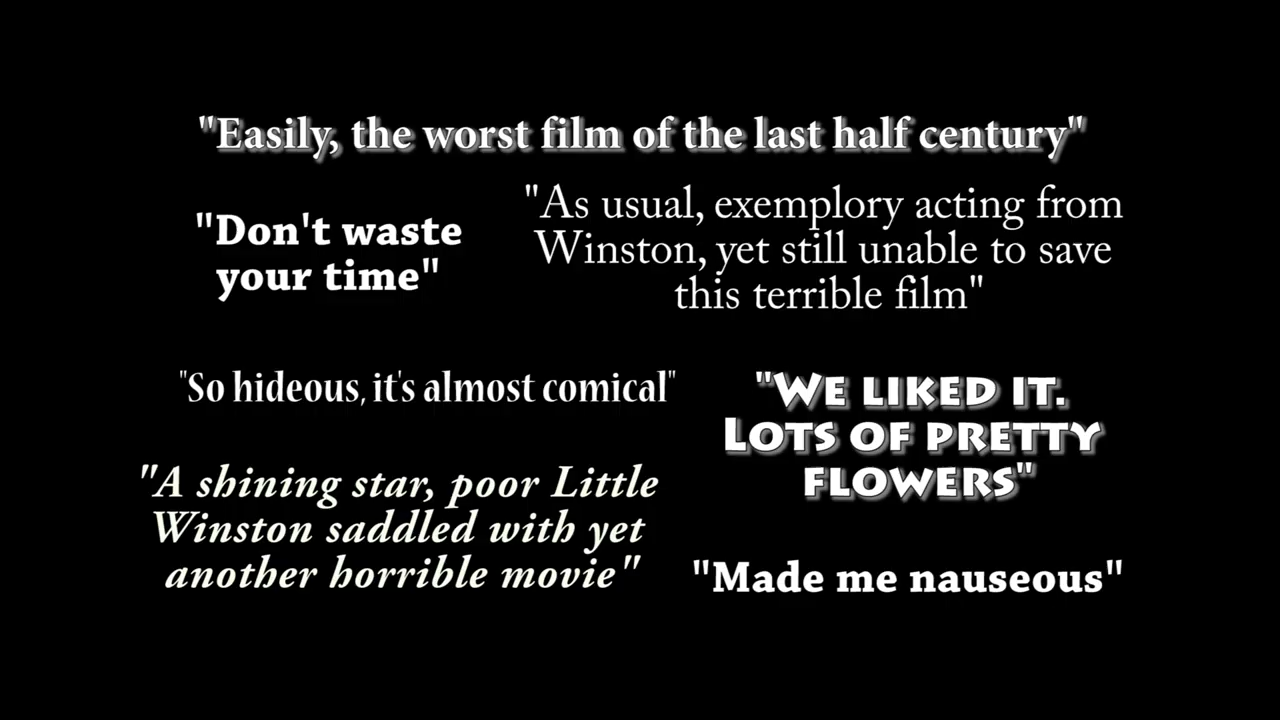 "Easily, the worst film of the last half century"
"Don't waste
your time"
"As usual, exemplory acting from
Winston, yet still unable to save
this terrible film"
"So hideous, it's almost comical"
"WE LIKED IT.
LOTS OF PRETTY
FLOWERS"
"A shining star, poor Little
Winston saddled with yet
another horrible movie"
"Made me nauseous"